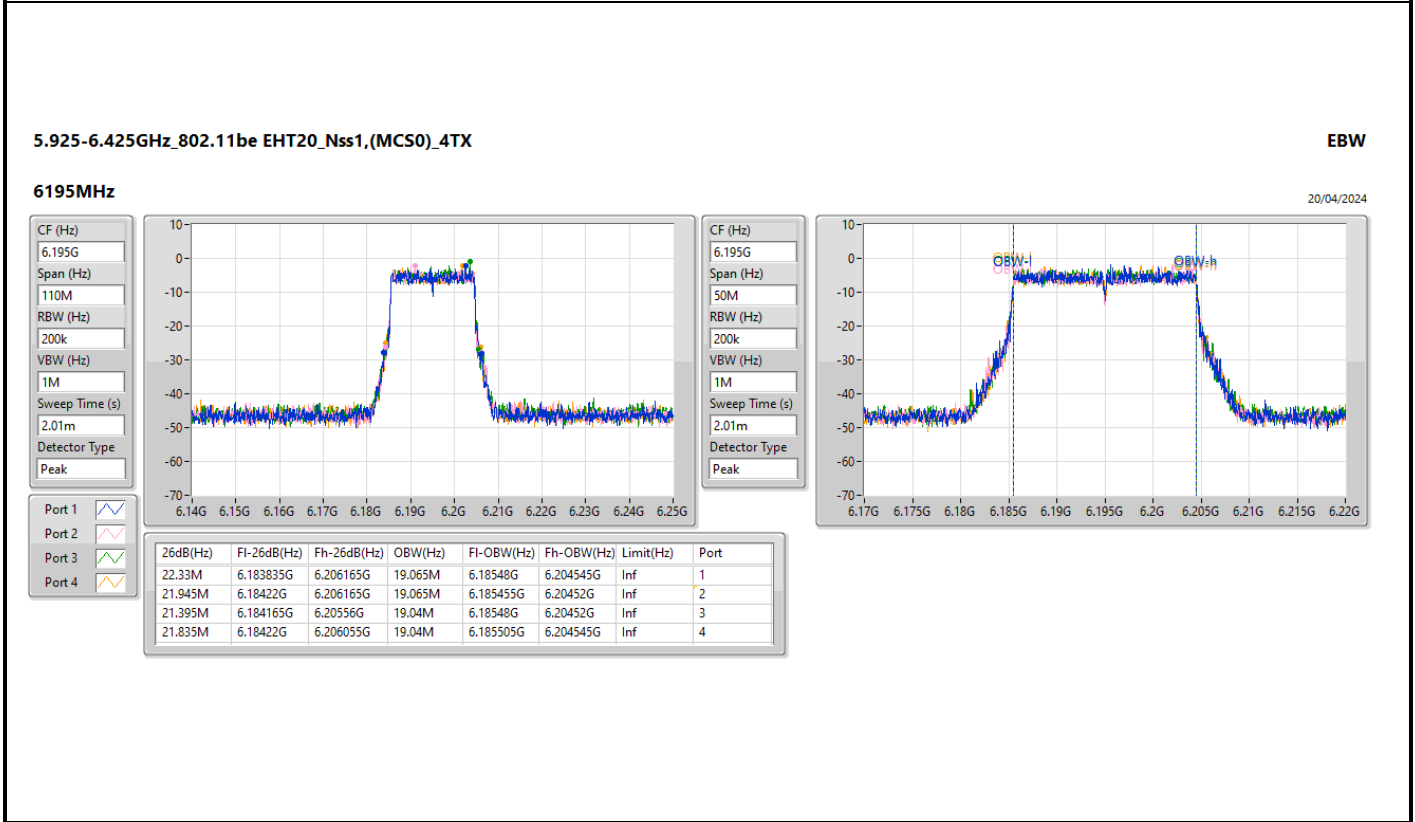 5.925-6.425GHz_802.11be EHT20_Nss1,(MCS0)_4TX
EBW
6195MHz
20/04/2024
CF (Hz)
6.195G
Span (Hz)
110M
RBW (Hz)
200k
VBW (Hz)
1M
Sweep Time (s)
2.01m
Detector Type
Peak
10
0
-10
-20
-30
-40
-50
-60
-70
6.14G 6.15G 6.16G 6.17G 6.18G 6.19G 6.2G 6.21G 6.22G 6.23G 6.24G 6.25G
CF (Hz)
6.195G
Span (Hz)
50M
RBW (Hz)
200k
VBW (Hz)
1M
Sweep Time (s)
2.01m
Detector Type
Peak
10
0
-10
-20
-30
-40
-50
-60
-70
OBW-l OBW-h
6.17G 6.175G 6.18G 6.185G 6.19G 6.195G 6.2G 6.205G 6.21G 6.215G 6.22G
Port 1
Port 2
Port 3
Port 4
26dB(Hz) Fl-26dB(Hz) Fh-26dB(Hz) OBW(Hz) Fl-OBW(Hz) Fh-OBW(Hz) Limit(Hz) Port
22.33M 6.183835G 6.206165G 19.065M 6.18548G 6.204545G Inf 1
21.945M 6.18422G 6.206165G 19.065M 6.185455G 6.20452G Inf 2
21.395M 6.184165G 6.20556G 19.04M 6.18548G 6.20452G Inf 3
21.835M 6.18422G 6.206055G 19.04M 6.185505G 6.204545G Inf 4